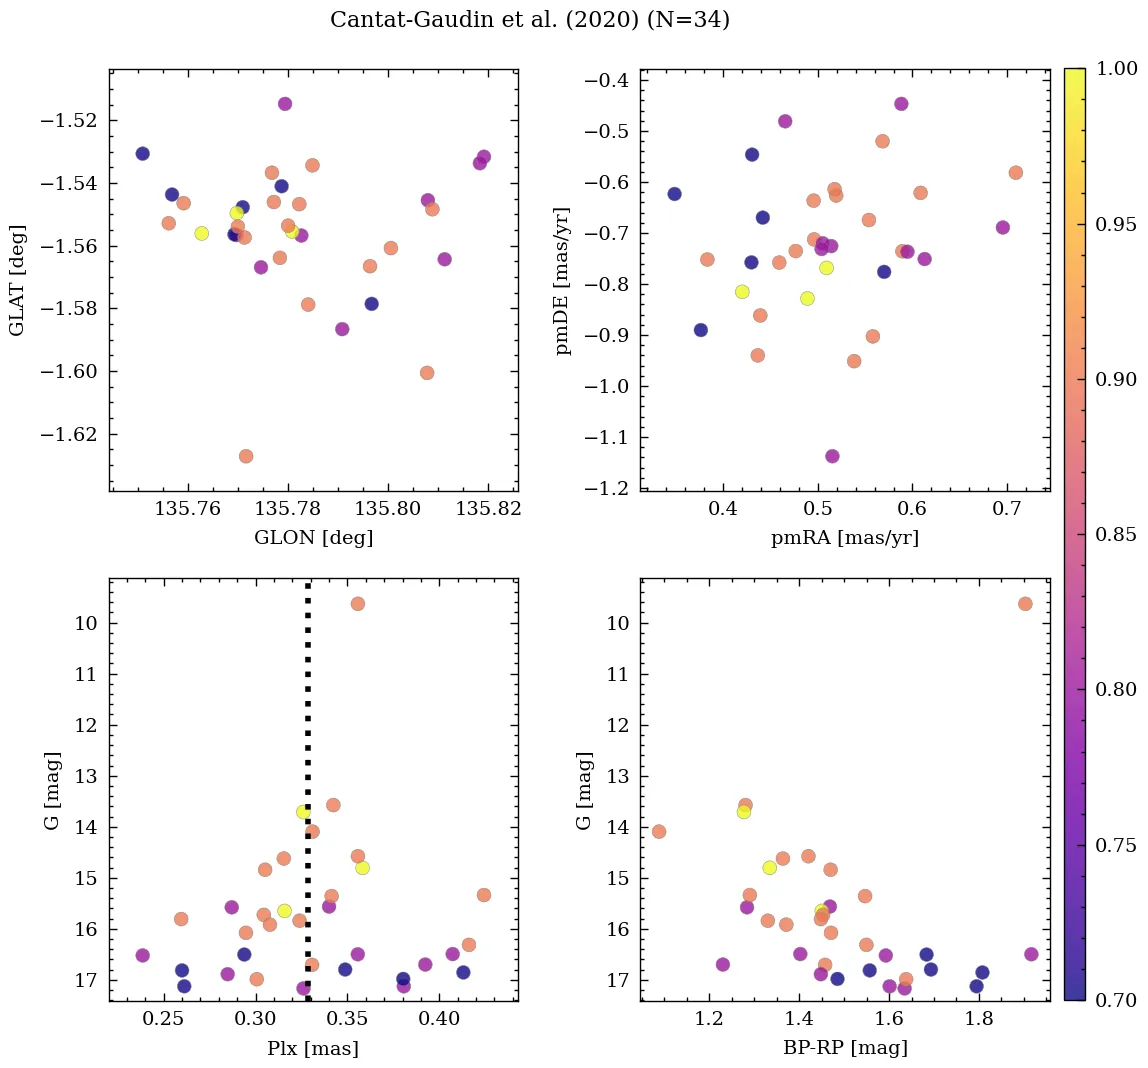 Cantat-Gaudin et al. (2020) (N=34)
−1.52
−1.54
−1.56
−1.58
−1.60
−1.62
GLAT [deg]
135.76 135.78 135.80 135.82
GLON [deg]
−0.4
−0.5
−0.6
−0.7
−0.8
−0.9
−1.0
−1.1
−1.2
pmDE [mas/yr]
0.4 0.5 0.6 0.7
pmRA [mas/yr]
10
11
12
13
14
15
16
17
G [mag]
0.25 0.30 0.35 0.40
Plx [mas]
10
11
12
13
14
15
16
17
G [mag]
1.2 1.4 1.6 1.8
BP-RP [mag]
1.00
0.95
0.90
0.85
0.80
0.75
0.70